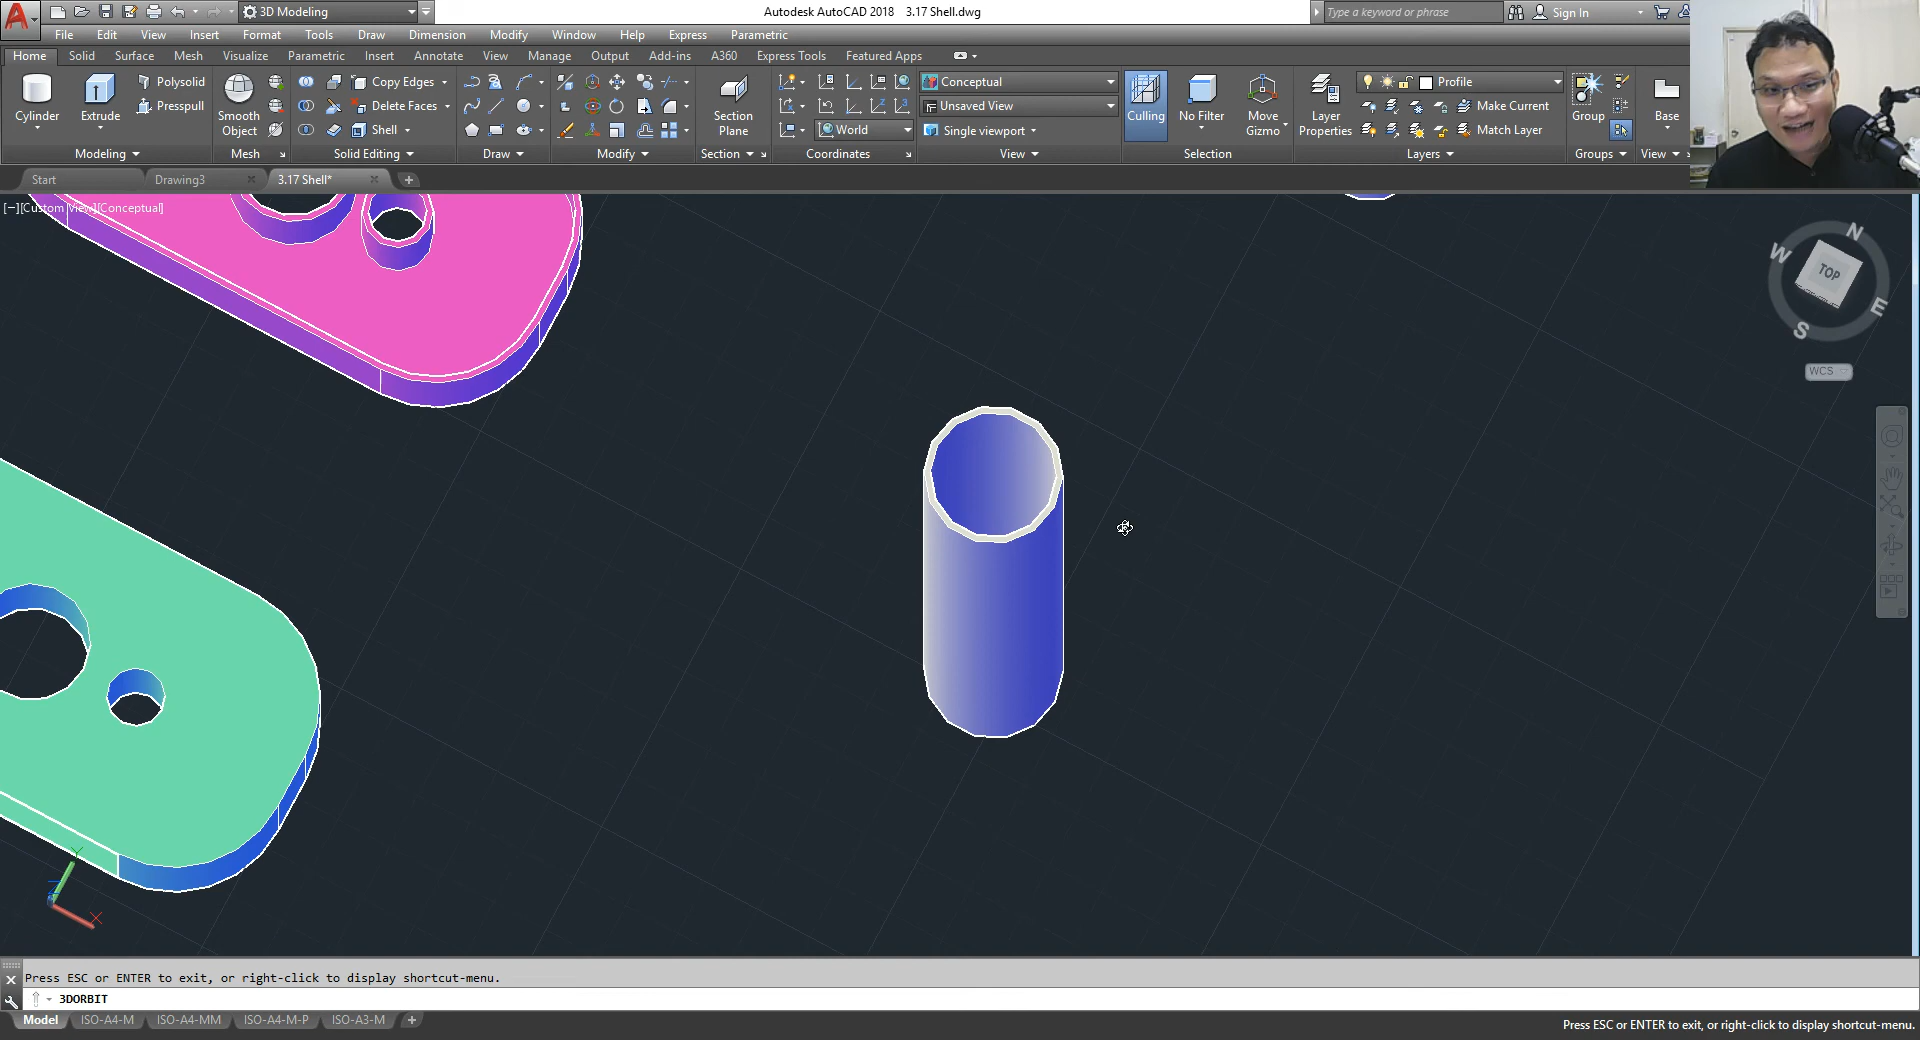 3D Modeling
Autodesk AutoCAD 2018 3.17 Shell.dwg
Type a keyword or phrase
Sign In
File Edit View Insert Format Tools Draw Dimension Modify Window Help Express Parametric
Home Solid Surface Mesh Visualize Parametric Insert Annotate View Manage Output Add-ins A360 Express Tools Featured Apps
Cylinder
Extrude
Polysolid
Presspull
Modeling
Smooth
Object
Mesh
Copy Edges
Delete Faces
Shell
Solid Editing
Draw
Modify
Section
Plane
Section
World
Coordinates
Conceptual
Unsaved View
Single viewport
View
Culling
No Filter
Move
Gizmo
Selection
Layer
Properties
Profile
Make Current
Match Layer
Layers
Group
Groups
Base
View
Start Drawing3 3.17 Shell*
[−][Custom View][Conceptual]
N
W
TOP
E
S
WCS
Y
Z
X
Press ESC or ENTER to exit, or right-click to display shortcut-menu.
3DORBIT
Model ISO-A4-M ISO-A4-MM ISO-A4-M-P ISO-A3-M
Press ESC or ENTER to exit, or right-click to display shortcut-menu.